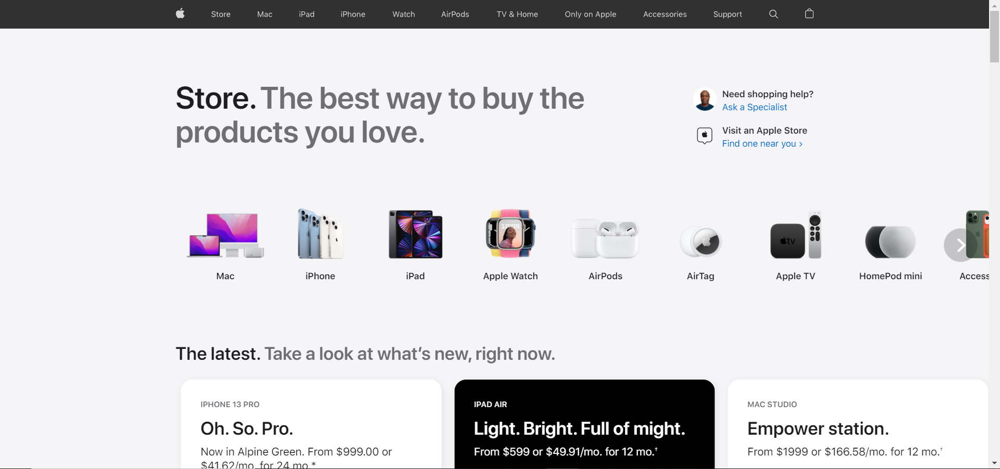 Store Mac iPad iPhone Watch AirPods TV & Home Only on Apple Accessories Support
Store. The best way to buy the
products you love.
Need shopping help?
Ask a Specialist
Visit an Apple Store
Find one near you ›
10:09
tv
Mac iPhone iPad Apple Watch AirPods AirTag Apple TV HomePod mini Access
The latest. Take a look at what’s new, right now.
IPHONE 13 PRO
Oh. So. Pro.
Now in Alpine Green. From $999.00 or
$41.62/mo. for 24 mo.*
IPAD AIR
Light. Bright. Full of might.
From $599 or $49.91/mo. for 12 mo.†
MAC STUDIO
Empower station.
From $1999 or $166.58/mo. for 12 mo.†